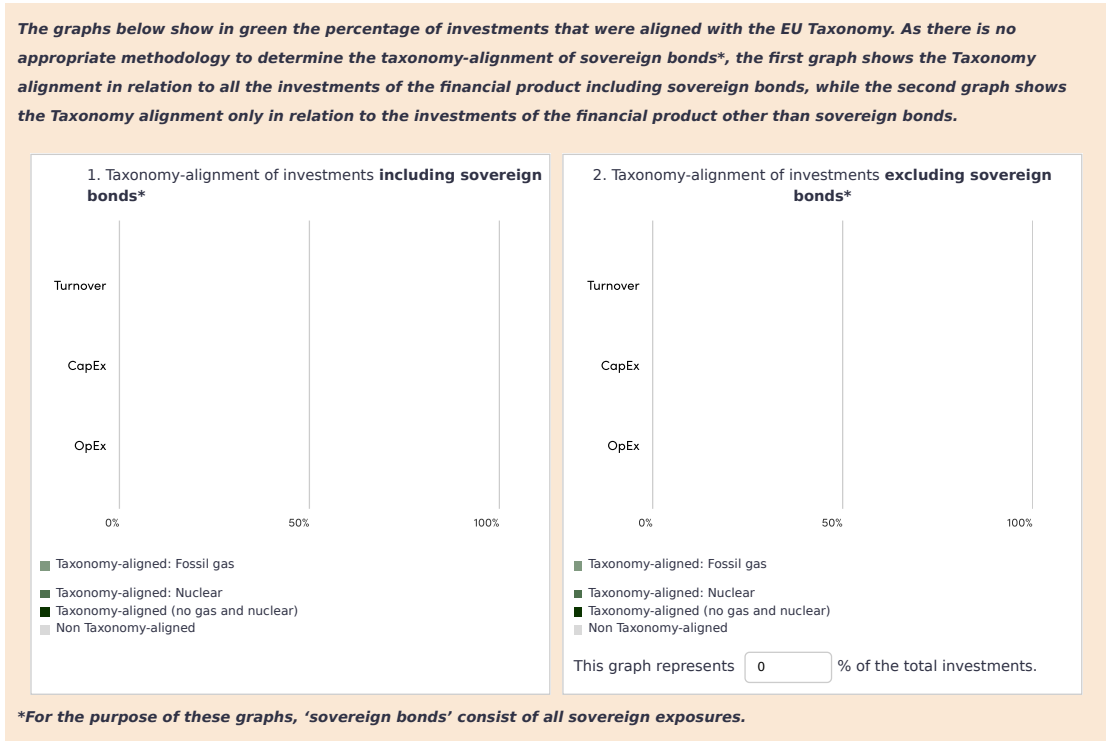 The graphs below show in green the percentage of investments that were aligned with the EU Taxonomy. As there is no
appropriate methodology to determine the taxonomy-alignment of sovereign bonds*, the first graph shows the Taxonomy
alignment in relation to all the investments of the financial product including sovereign bonds, while the second graph shows
the Taxonomy alignment only in relation to the investments of the financial product other than sovereign bonds.
1. Taxonomy-alignment of investments including sovereign
bonds*
Turnover
CapEx
OpEx
0% 50% 100%
Taxonomy-aligned: Fossil gas
Taxonomy-aligned: Nuclear
Taxonomy-aligned (no gas and nuclear)
Non Taxonomy-aligned
2. Taxonomy-alignment of investments excluding sovereign
bonds*
Turnover
CapEx
OpEx
0% 50% 100%
Taxonomy-aligned: Fossil gas
Taxonomy-aligned: Nuclear
Taxonomy-aligned (no gas and nuclear)
Non Taxonomy-aligned
This graph represents 0 % of the total investments.
*For the purpose of these graphs, ‘sovereign bonds’ consist of all sovereign exposures.